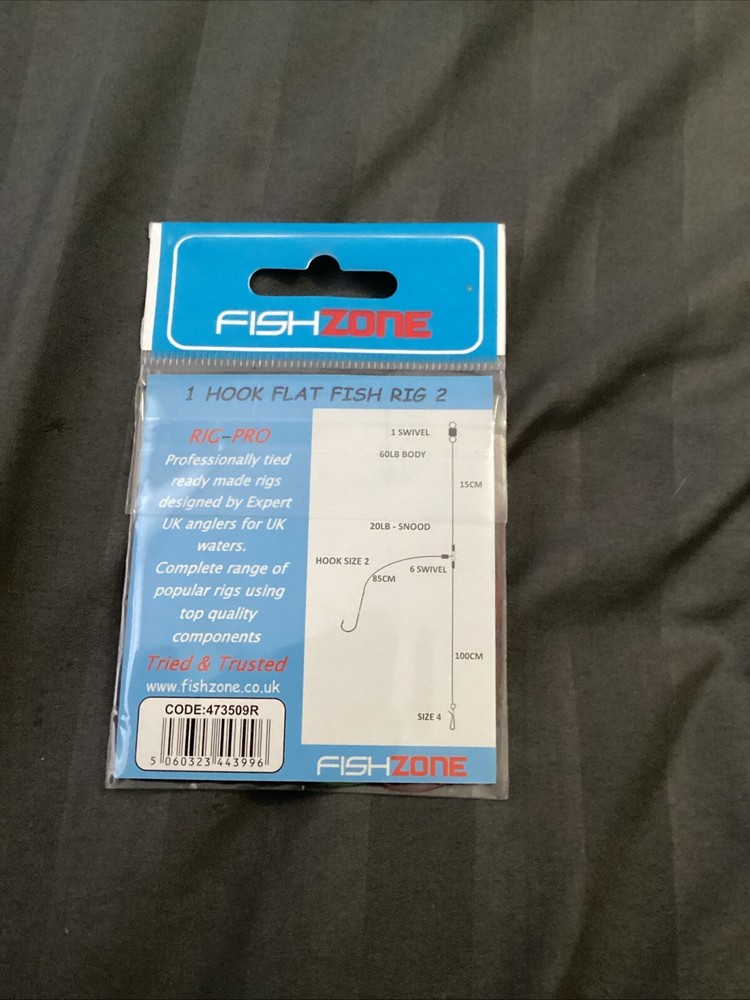 FISHZONE
1 HOOK FLAT FISH RIG 2
RIG-PRO
Professionally tied
ready made rigs
designed by Expert
UK anglers for UK
waters.
Complete range of
popular rigs using
top quality
components
Tried & Trusted
www.fishzone.co.uk
CODE:473509R
5 060323 443996
1 SWIVEL
60LB BODY
15CM
20LB - SNOOD
HOOK SIZE 2
6 SWIVEL
85CM
100CM
SIZE 4
FISHZONE